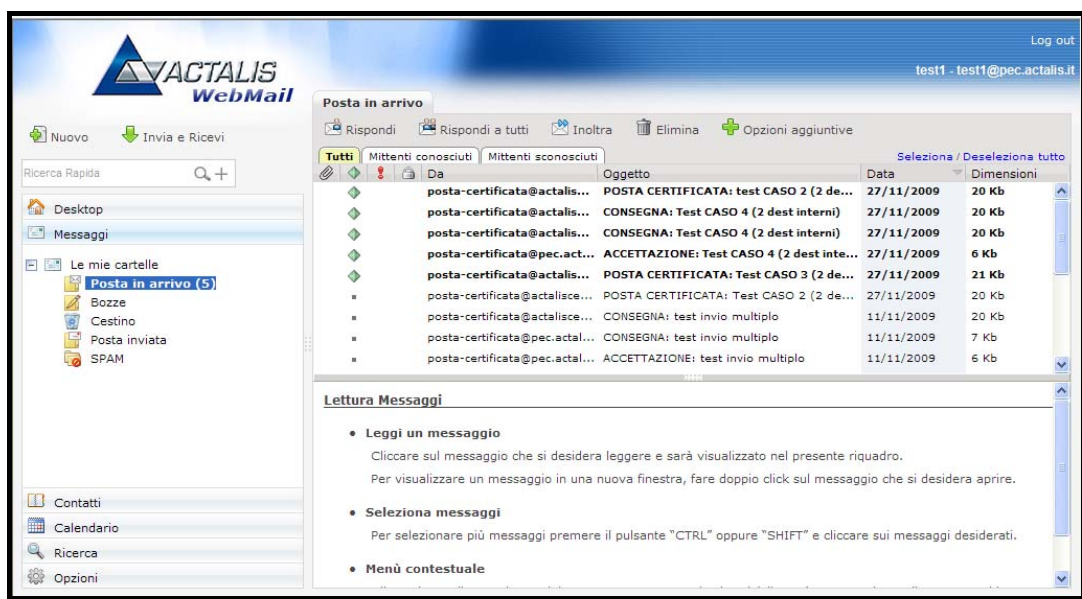 ACTALIS
WebMail
Log out
test1 - test1@pec.actalis.it
Nuovo Invia e Ricevi
Ricerca Rapida
Desktop
Messaggi
Le mie cartelle
Posta in arrivo (5)
Bozze
Cestino
Posta inviata
SPAM
Contatti
Calendario
Ricerca
Opzioni
Posta in arrivo
Rispondi Rispondi a tutti Inoltra Elimina Opzioni aggiuntive
Tutti Mittenti conosciuti Mittenti sconosciuti Seleziona / Deseleziona tutto
Da Oggetto Data Dimensioni
posta-certificata@actalis... POSTA CERTIFICATA: test CASO 2 (2 de... 27/11/2009 20 Kb
posta-certificata@actalis... CONSEGNA: Test CASO 4 (2 dest interni) 27/11/2009 20 Kb
posta-certificata@actalis... CONSEGNA: Test CASO 4 (2 dest interni) 27/11/2009 20 Kb
posta-certificata@pec.act... ACCETTAZIONE: Test CASO 4 (2 dest inte... 27/11/2009 6 Kb
posta-certificata@actalis... POSTA CERTIFICATA: Test CASO 3 (2 de... 27/11/2009 21 Kb
posta-certificata@actalisce... POSTA CERTIFICATA: Test CASO 2 (2 de... 27/11/2009 20 Kb
posta-certificata@actalisce... CONSEGNA: test invio multiplo 11/11/2009 20 Kb
posta-certificata@pec.actal... CONSEGNA: test invio multiplo 11/11/2009 7 Kb
posta-certificata@pec.actal... ACCETTAZIONE: test invio multiplo 11/11/2009 6 Kb
Lettura Messaggi
• Leggi un messaggio
Cliccare sul messaggio che si desidera leggere e sarà visualizzato nel presente riquadro.
Per visualizzare un messaggio in una nuova finestra, fare doppio click sul messaggio che si desidera aprire.
• Seleziona messaggi
Per selezionare più messaggi premere il pulsante "CTRL" oppure "SHIFT" e cliccare sui messaggi desiderati.
• Menù contestuale